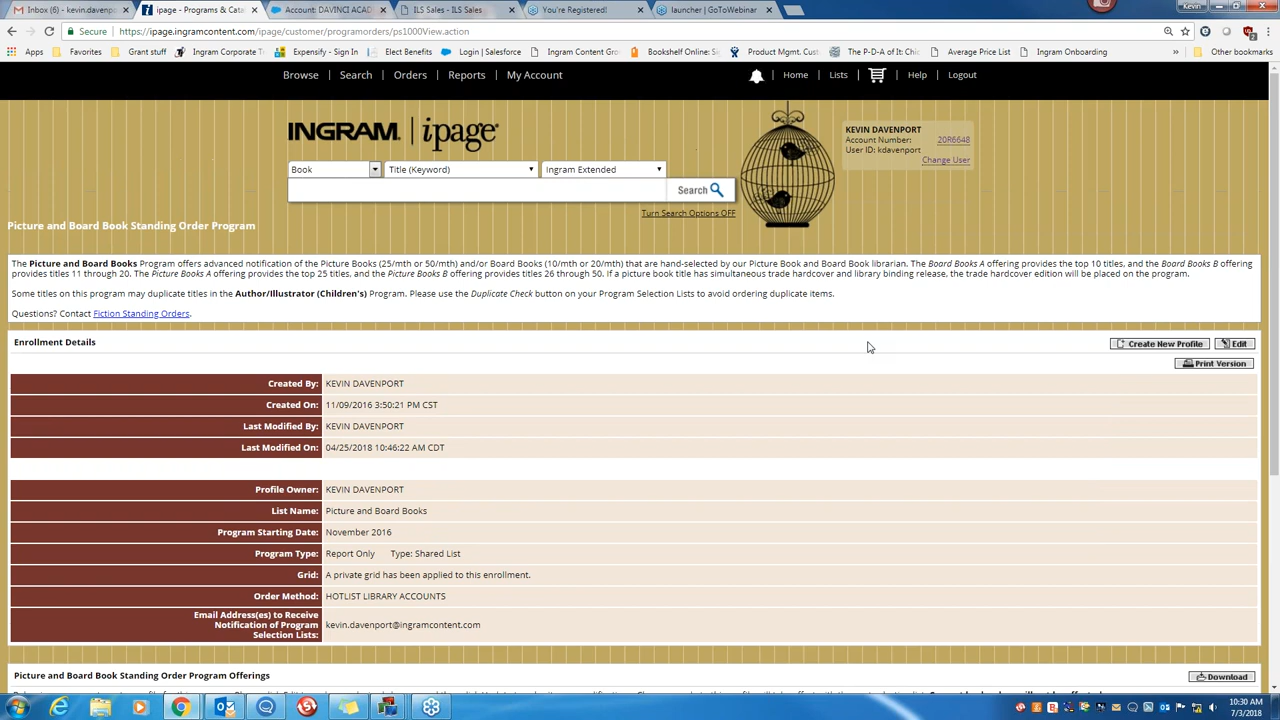 Inbox (6) - kevin.davenpo
ipage - Programs & Cata
Account: DAVINCI ACAD
ILS Sales - ILS Sales
You're Registered!
launcher | GoToWebinar
Kevin
Secure
https://ipage.ingramcontent.com/ipage/customer/programorders/ps1000View.action
Apps
Favorites
Grant stuff
Ingram Corporate T
Expensify - Sign In
Elect Benefits
Login | Salesforce
Ingram Content Grou
Bookshelf Online: S
Product Mgmt. Cust
The P-D-A of It: Chic
Average Price List
Ingram Onboarding
Other bookmarks
Browse Search Orders Reports My Account
Home Lists Help Logout
INGRAM | ipage
KEVIN DAVENPORT
Account Number: 20R6648
User ID: kdavenport
Change User
Book
Title (Keyword)
Ingram Extended
Search
Turn Search Options OFF
Picture and Board Book Standing Order Program
The Picture and Board Books Program offers advanced notification of the Picture Books (25/mth or 50/mth) and/or Board Books (10/mth or 20/mth) that are hand-selected by our Picture Book and Board Book librarian. The Board Books A offering provides the top 10 titles, and the Board Books B offering
provides titles 11 through 20. The Picture Books A offering provides the top 25 titles, and the Picture Books B offering provides titles 26 through 50. If a picture book title has simultaneous trade hardcover and library binding release, the trade hardcover edition will be placed on the program.
Some titles on this program may duplicate titles in the Author/Illustrator (Children's) Program. Please use the Duplicate Check button on your Program Selection Lists to avoid ordering duplicate items.
Questions? Contact Fiction Standing Orders.
Enrollment Details
Create New Profile
Edit
Print Version
Created By: KEVIN DAVENPORT
Created On: 11/09/2016 3:50:21 PM CST
Last Modified By: KEVIN DAVENPORT
Last Modified On: 04/25/2018 10:46:22 AM CDT
Profile Owner: KEVIN DAVENPORT
List Name: Picture and Board Books
Program Starting Date: November 2016
Program Type: Report Only Type: Shared List
Grid: A private grid has been applied to this enrollment.
Order Method: HOTLIST LIBRARY ACCOUNTS
Email Address(es) to Receive
Notification of Program
Selection Lists:
kevin.davenport@ingramcontent.com
Picture and Board Book Standing Order Program Offerings
Download
10:30 AM
7/3/2018